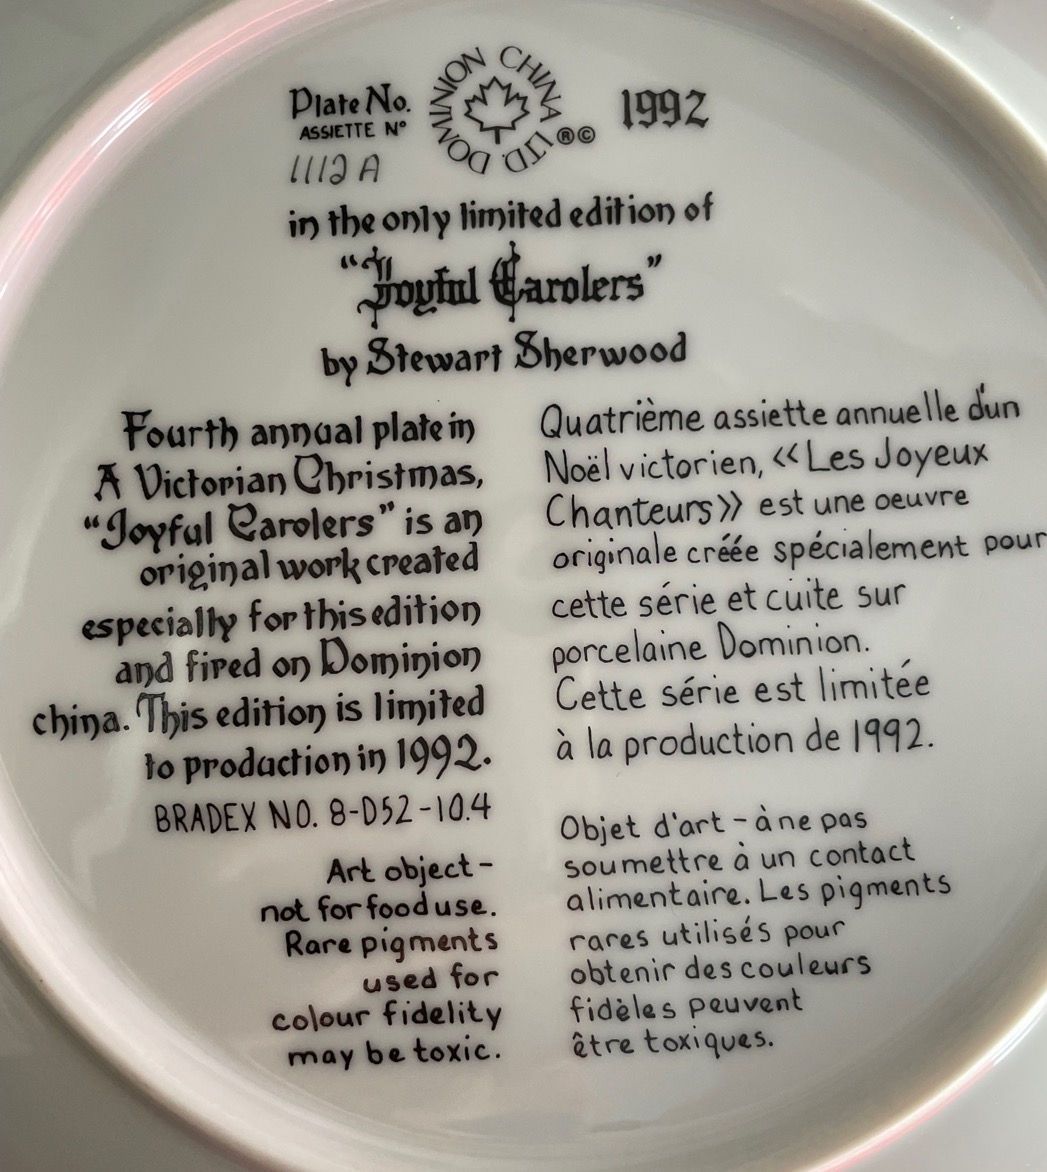 Plate No.
ASSIETTE Nº
1112 A
DOMINION CHINA LTD. ®©
1992
in the only limited edition of
“Joyful Carolers”
by Stewart Sherwood
Fourth annual plate in
A Victorian Christmas,
“Joyful Carolers” is an
original work created
especially for this edition
and fired on Dominion
china. This edition is limited
to production in 1992.
BRADEX NO. 8-D52-10.4
Art object-
not for food use.
Rare pigments
used for
colour fidelity
may be toxic.
Quatrième assiette annuelle d'un
Noël victorien, <<Les Joyeux
Chanteurs>> est une oeuvre
originale créée spécialement pour
cette série et cuite sur
porcelaine Dominion.
Cette série est limitée
à la production de 1992.
Objet d'art - à ne pas
soumettre à un contact
alimentaire. Les pigments
rares utilisés pour
obtenir des couleurs
fidèles peuvent
être toxiques.